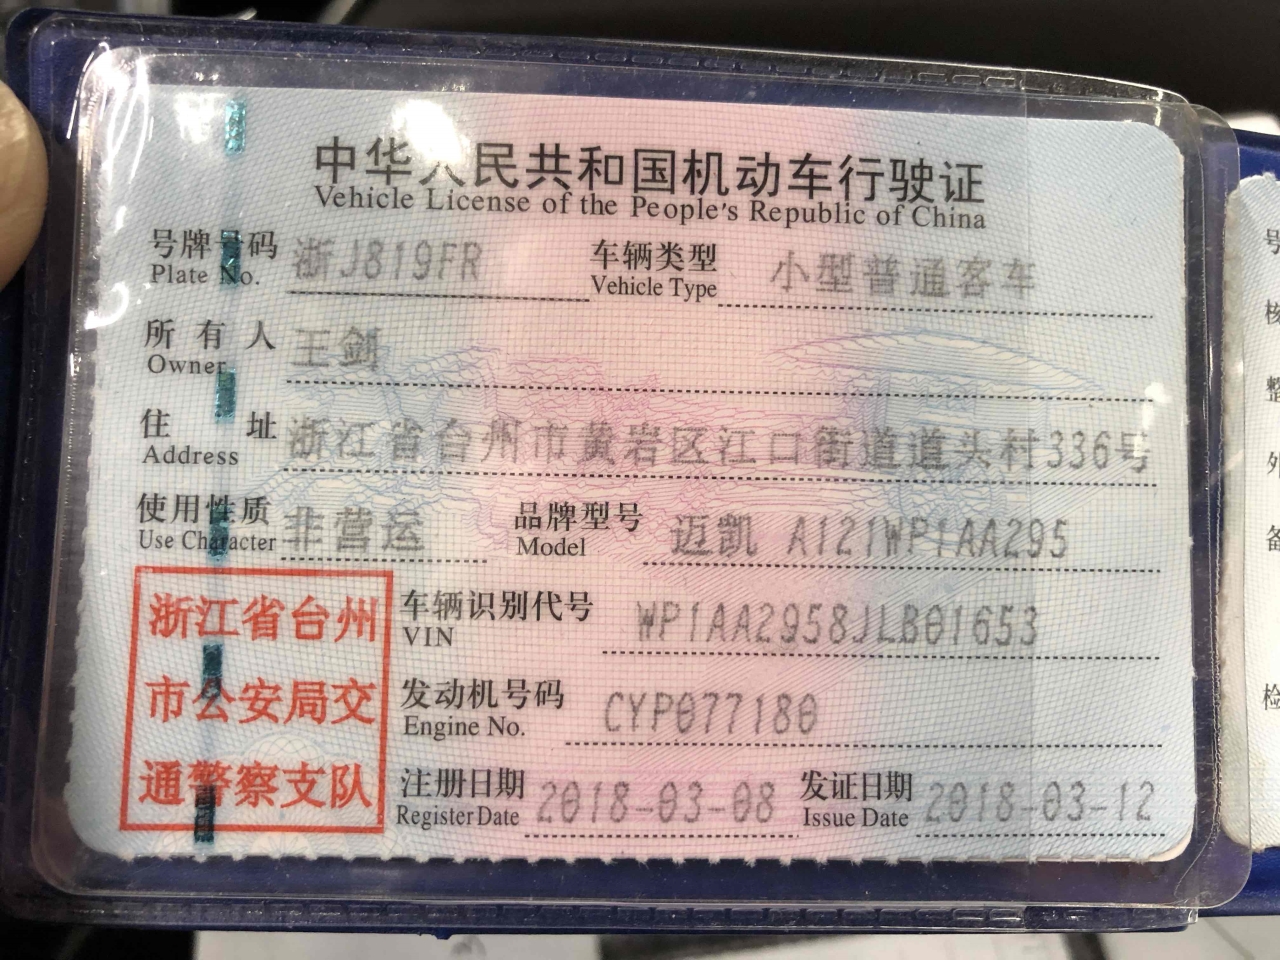 中华人民共和国机动车行驶证
Vehicle License of the People's Republic of China
号牌号码 浙J819FR 车辆类型 小型普通客车
Plate No. Vehicle Type
所有人 王剑
Owner
住址 浙江省台州市黄岩区江口街道道头村336号
Address
使用性质 非营运 品牌型号 迈凯 A121WP1AA295
Use Character Model
浙江省台州
市公安局交
通警察支队
车辆识别代号 WP1AA2958JLB01653
VIN
发动机号码 CYP077180
Engine No.
注册日期 2018-03-08 发证日期 2018-03-12
Register Date Issue Date
号
核
整
外
备
检